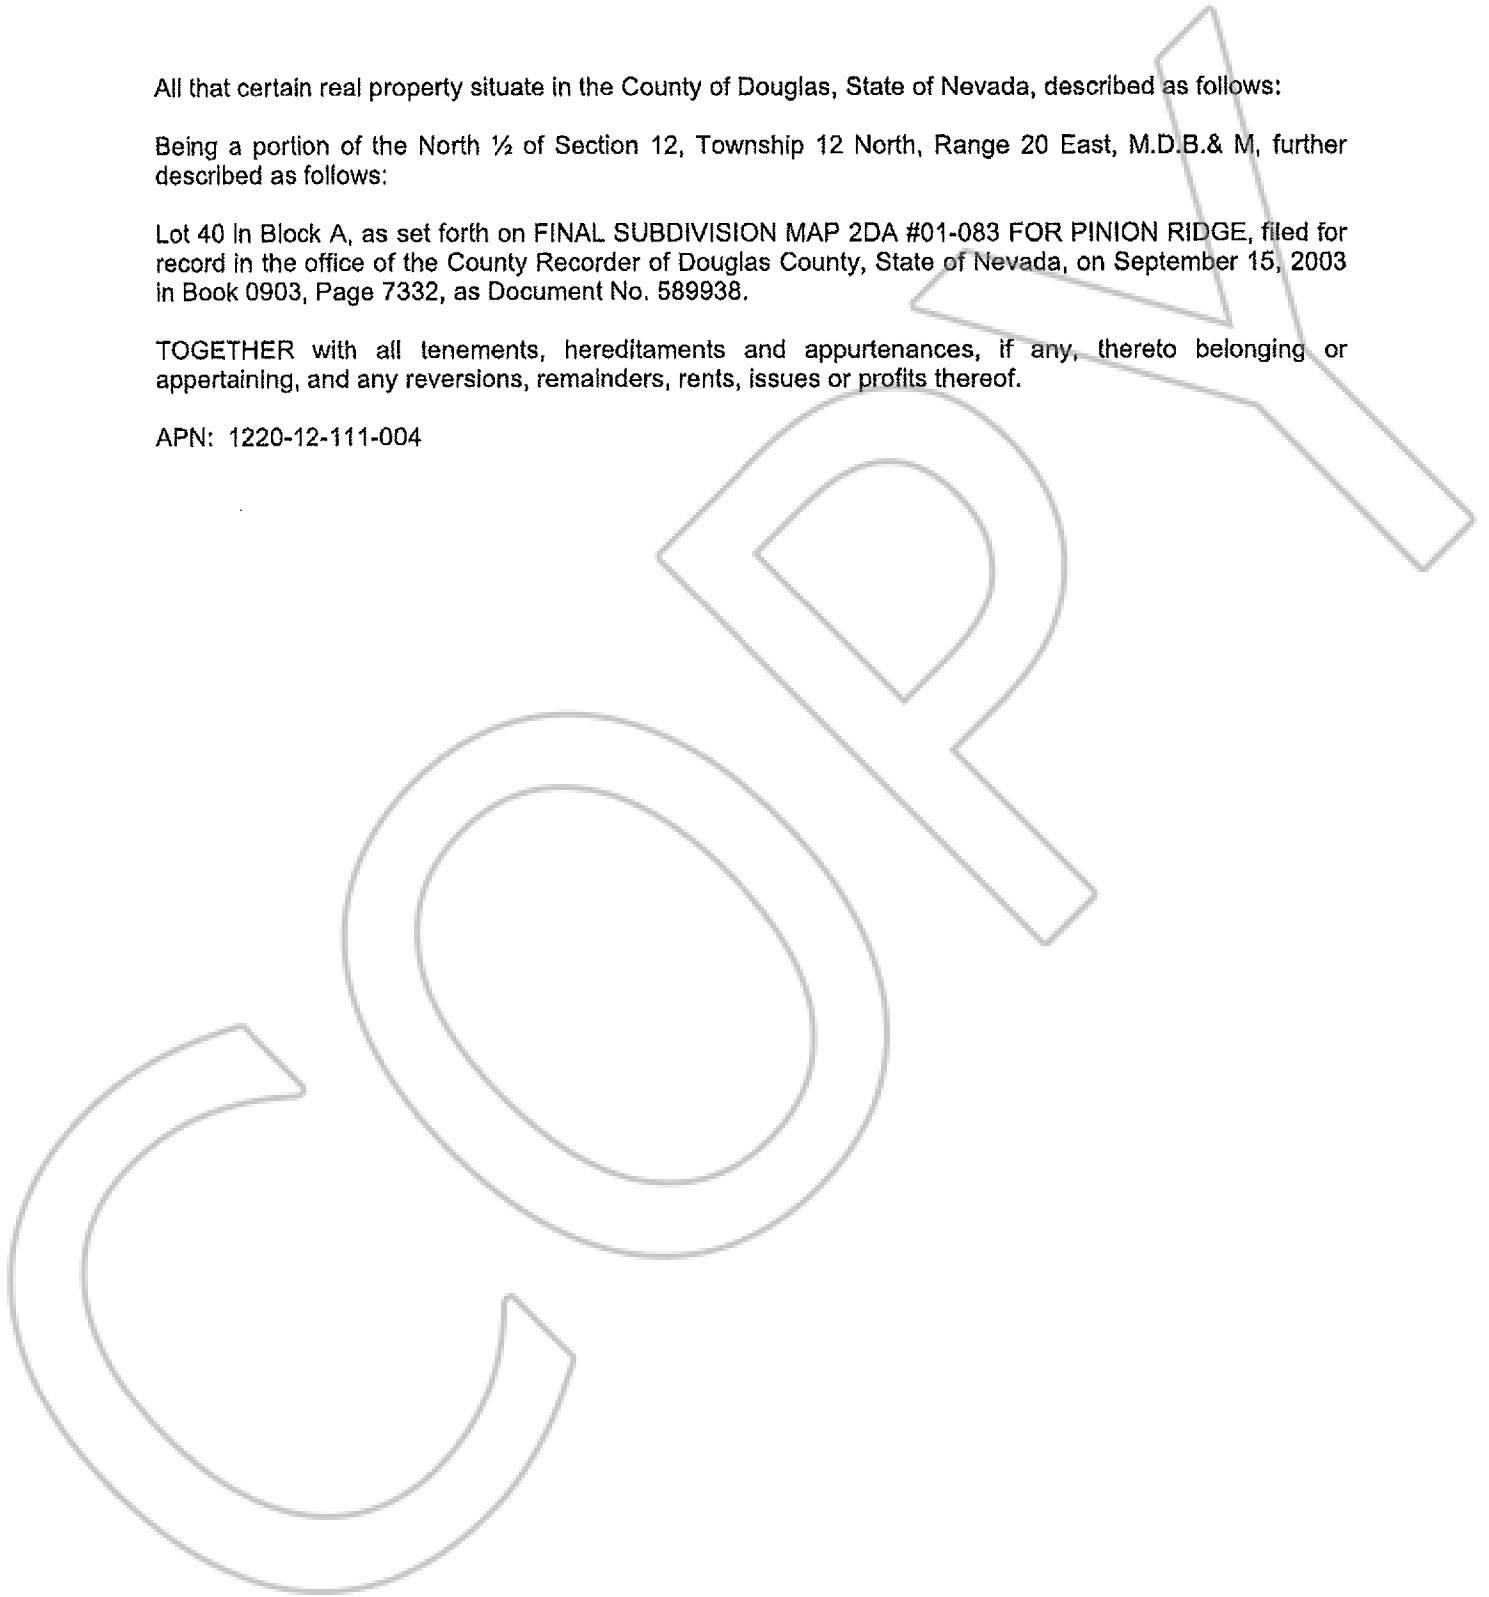 All that certain real property situate in the County of Douglas, State of Nevada, described as follows:
Being a portion of the North ½ of Section 12, Township 12 North, Range 20 East, M.D.B.& M, further
described as follows:
Lot 40 in Block A, as set forth on FINAL SUBDIVISION MAP 2DA #01-083 FOR PINION RIDGE, filed for
record in the office of the County Recorder of Douglas County, State of Nevada, on September 15, 2003
in Book 0903, Page 7332, as Document No. 589938.
TOGETHER with all tenements, hereditaments and appurtenances, if any, thereto belonging or
appertaining, and any reversions, remainders, rents, issues or profits thereof.
APN: 1220-12-111-004
COPY